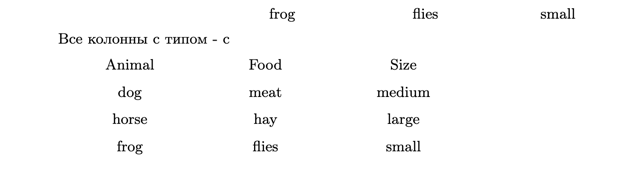 frog flies small
Все колонны с типом - c
Animal Food Size
dog meat medium
horse hay large
frog flies small